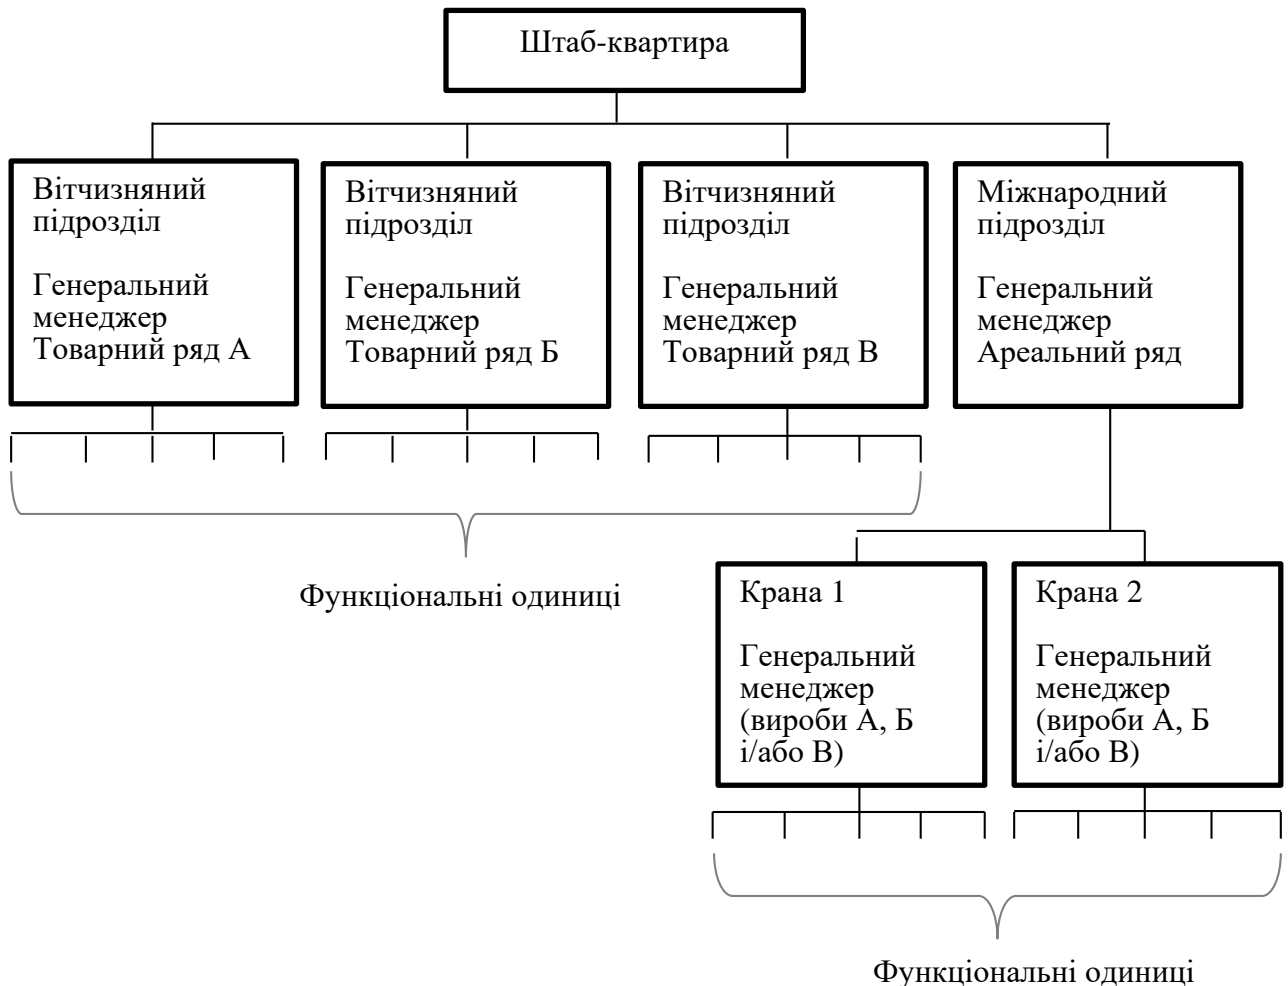 Штаб-квартира
Вітчизняний
підрозділ
Генеральний
менеджер
Товарний ряд А
Вітчизняний
підрозділ
Генеральний
менеджер
Товарний ряд Б
Вітчизняний
підрозділ
Генеральний
менеджер
Товарний ряд В
Міжнародний
підрозділ
Генеральний
менеджер
Ареальний ряд
Функціональні одиниці
Крана 1
Генеральний
менеджер
(вироби А, Б
і/або В)
Крана 2
Генеральний
менеджер
(вироби А, Б
і/або В)
Функціональні одиниці